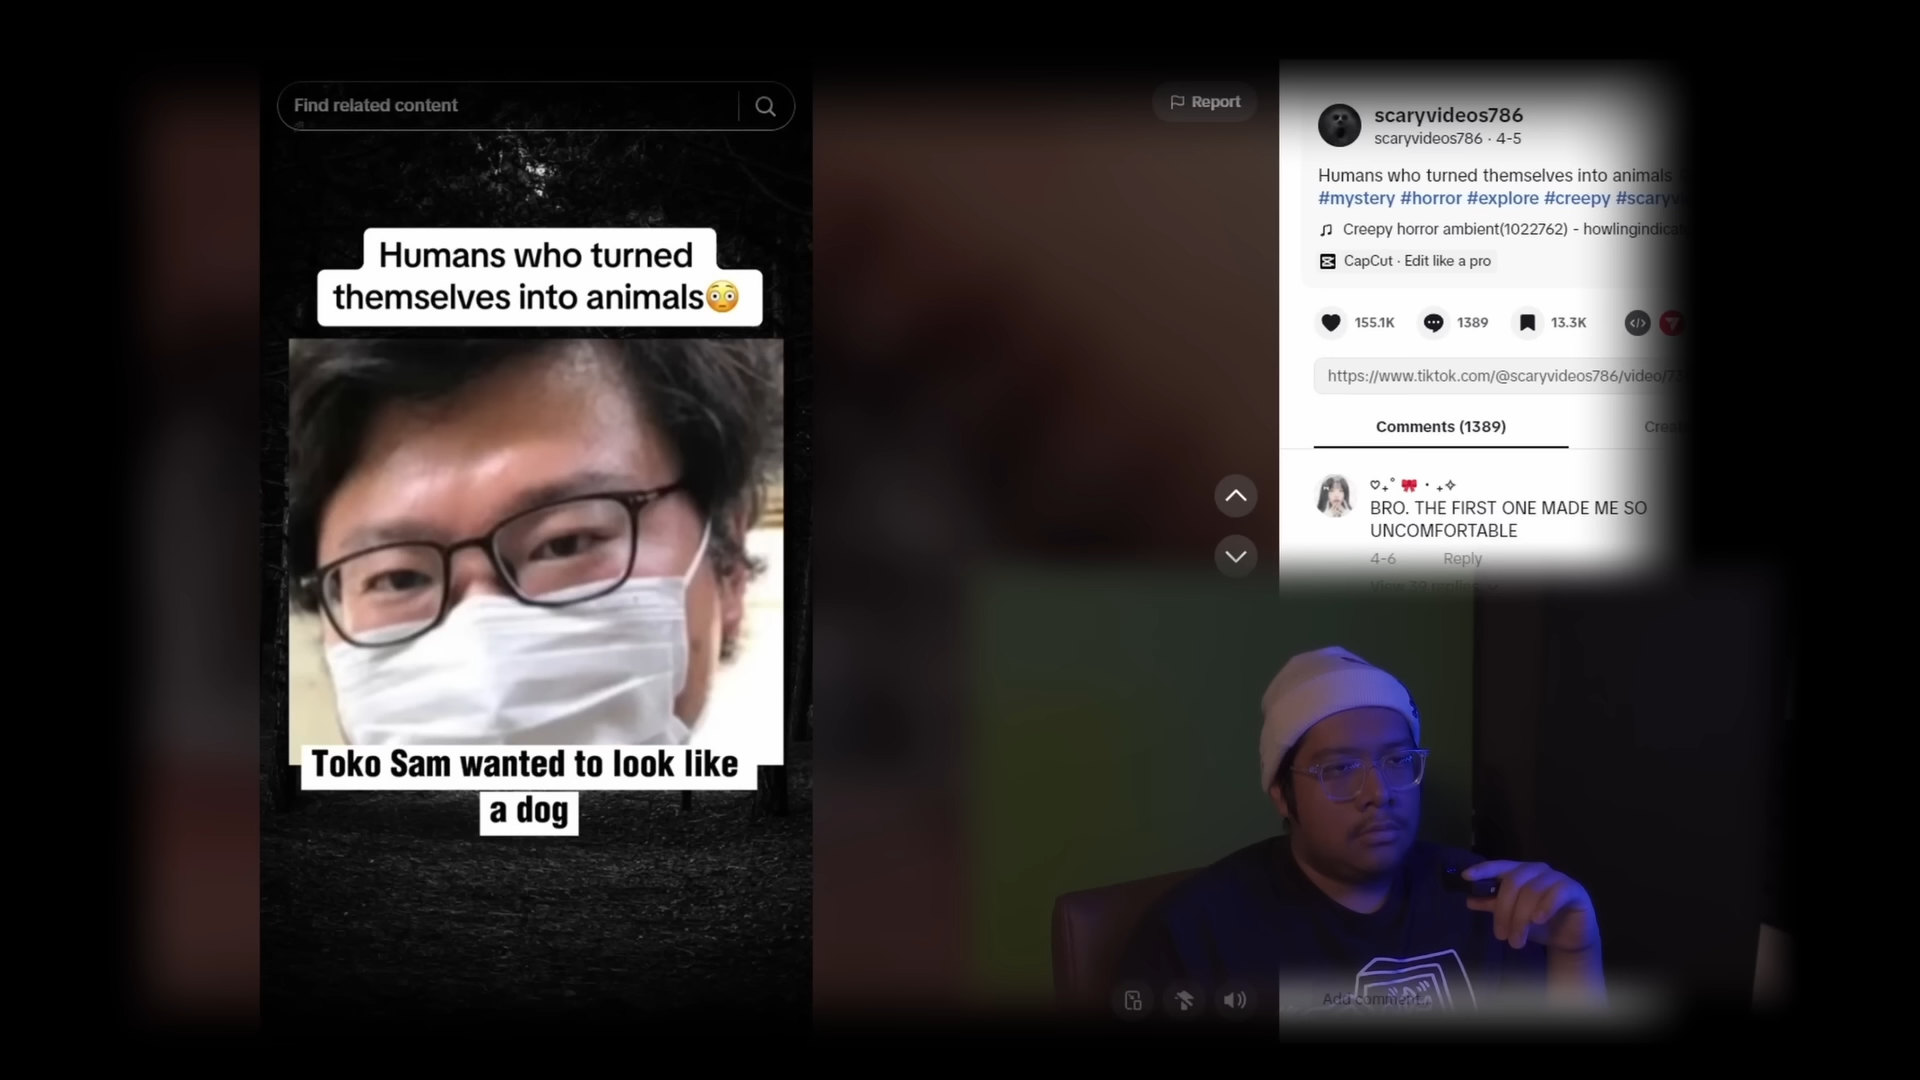 Find related content
Report
Humans who turned
themselves into animals😳
Toko Sam wanted to look like
a dog
scaryvideos786
scaryvideos786 · 4-5
Humans who turned themselves into animals
#mystery #horror #explore #creepy #scaryv
Creepy horror ambient(1022762) - howlingindica
CapCut · Edit like a pro
155.1K
1389
13.3K
https://www.tiktok.com/@scaryvideos786/video/73
Comments (1389)
Crea
♡₊˚ 🎀 · ₊✧
BRO. THE FIRST ONE MADE ME SO
UNCOMFORTABLE
4-6 Reply
Add comment...